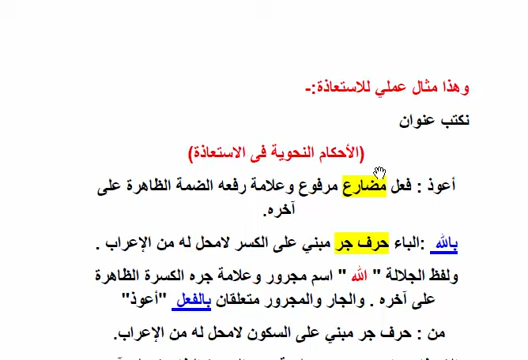 وهذا مثال عملي للاستعاذة:-
نكتب عنوان
(الأحكام النحوية فى الاستعاذة)
أعوذ : فعل مضارع مرفوع وعلامة رفعه الضمة الظاهرة على
آخره.
بالله :الباء حرف جر مبني على الكسر لامحل له من الإعراب .
ولفظ الجلالة " الله " اسم مجرور وعلامة جره الكسرة الظاهرة
على آخره . والجار والمجرور متعلقان بالفعل "أعوذ"
من : حرف جر مبني على السكون لامحل له من الإعراب.